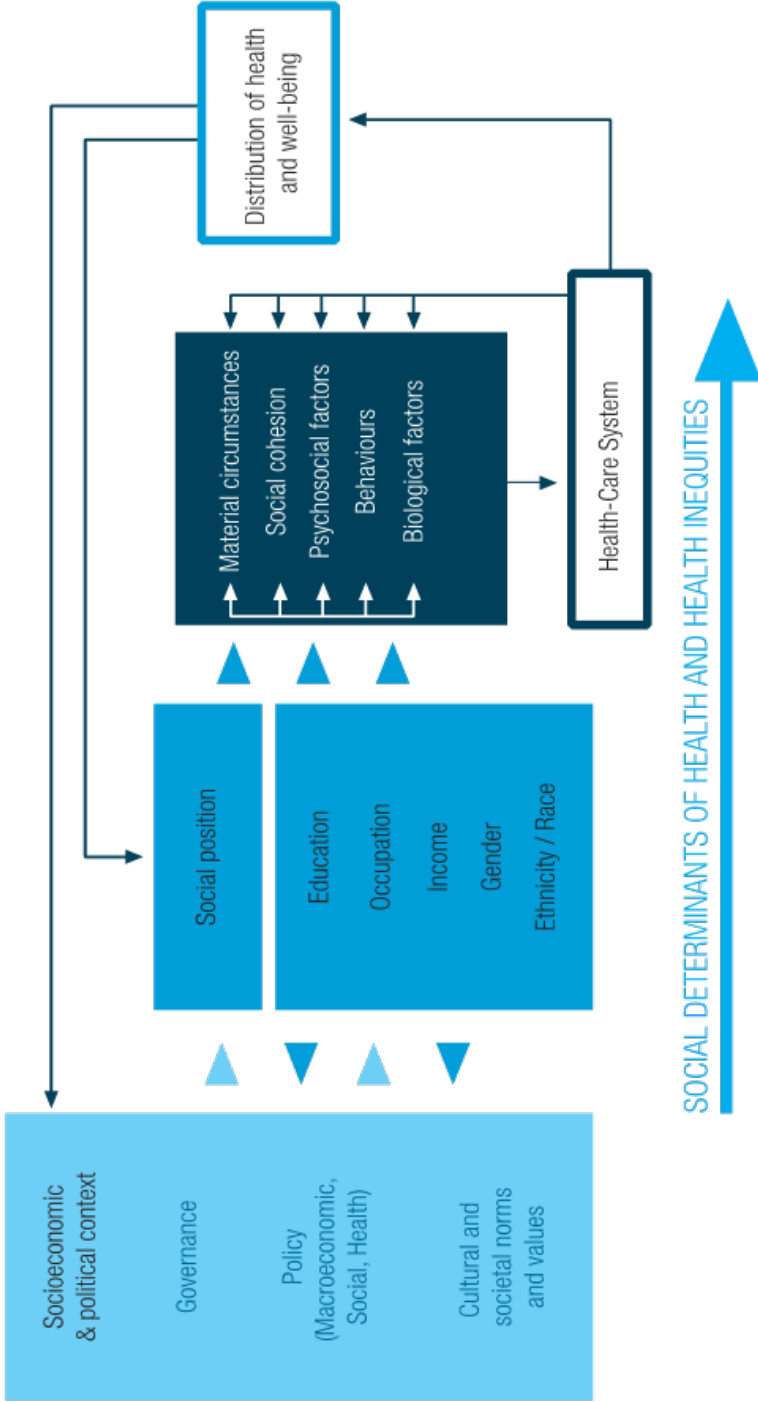 Socioeconomic
& political context
Governance
Policy
(Macroeconomic,
Social, Health)
Cultural and
societal norms
and values
Social position
Education
Occupation
Income
Gender
Ethnicity / Race
Material circumstances
Social cohesion
Psychosocial factors
Behaviours
Biological factors
Distribution of health
and well-being
Health-Care System
SOCIAL DETERMINANTS OF HEALTH AND HEALTH INEQUITIES